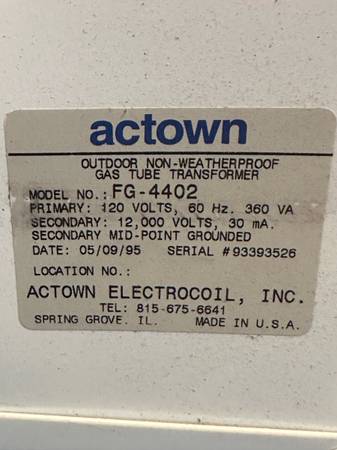 actown
OUTDOOR NON-WEATHERPROOF
GAS TUBE TRANSFORMER
MODEL NO.: FG-4402
PRIMARY: 120 VOLTS, 60 Hz. 360 VA
SECONDARY: 12,000 VOLTS, 30 mA.
SECONDARY MID-POINT GROUNDED
DATE: 05/09/95 SERIAL #93393526
LOCATION NO.:
ACTOWN ELECTROCOIL, INC.
TEL: 815-675-6641
SPRING GROVE. IL. MADE IN U.S.A.